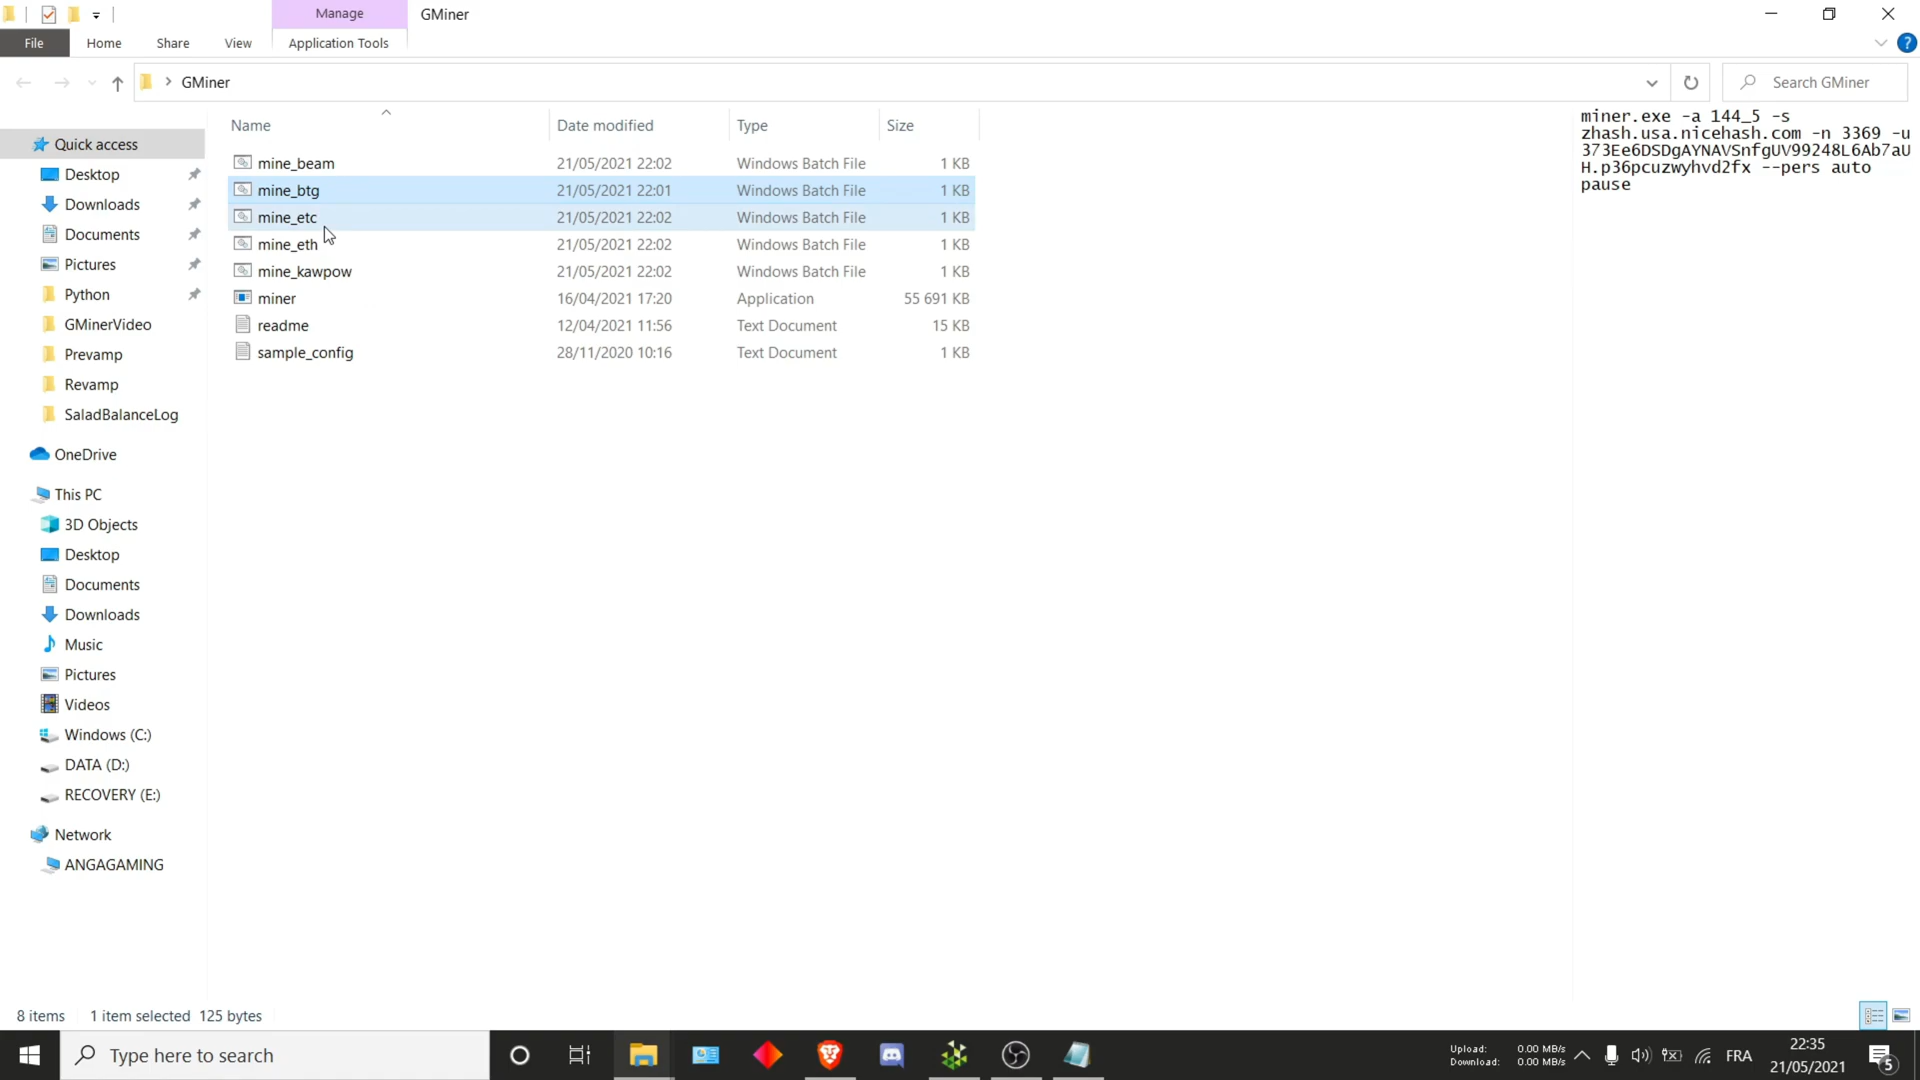 Manage
GMiner
File
Home
Share
View
Application Tools
GMiner
Search GMiner
Name
Date modified
Type
Size
mine_beam 21/05/2021 22:02 Windows Batch File 1 KB
mine_btg 21/05/2021 22:01 Windows Batch File 1 KB
mine_etc 21/05/2021 22:02 Windows Batch File 1 KB
mine_eth 21/05/2021 22:02 Windows Batch File 1 KB
mine_kawpow 21/05/2021 22:02 Windows Batch File 1 KB
miner 16/04/2021 17:20 Application 55 691 KB
readme 12/04/2021 11:56 Text Document 15 KB
sample_config 28/11/2020 10:16 Text Document 1 KB
miner.exe -a 144_5 -s
zhash.usa.nicehash.com -n 3369 -u
373Ee6DSDgAYNAVSnfgUV99248L6Ab7aU
H.p36pcuzwyhvd2fx --pers auto
pause
Quick access
Desktop
Downloads
Documents
Pictures
Python
GMinerVideo
Prevamp
Revamp
SaladBalanceLog
OneDrive
This PC
3D Objects
Desktop
Documents
Downloads
Music
Pictures
Videos
Windows (C:)
DATA (D:)
RECOVERY (E:)
Network
ANGAGAMING
8 items
1 item selected 125 bytes
Type here to search
Upload: 0.00 MB/s
Download: 0.00 MB/s
FRA
22:35
21/05/2021
5